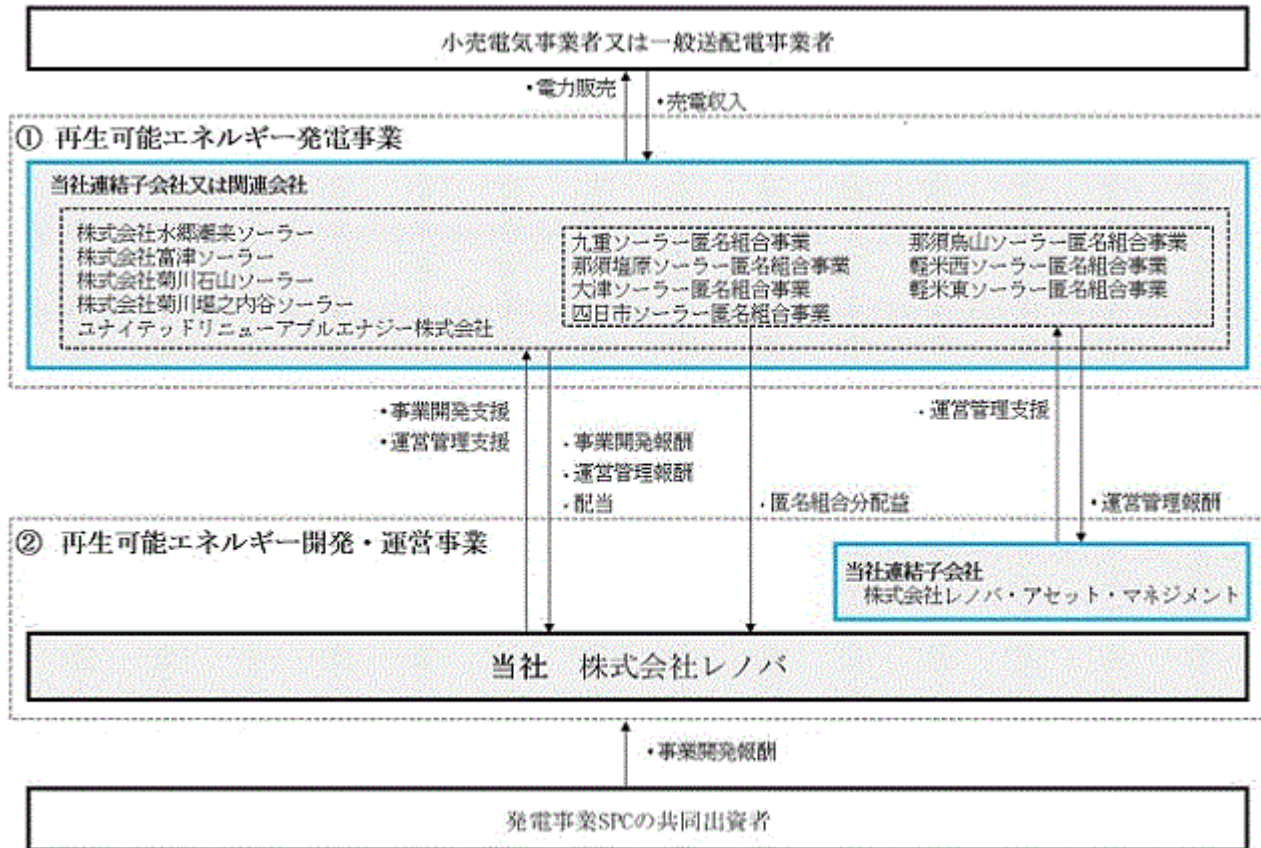 小売電気事業者又は一般送配電事業者
・電力販売
・売電収入
① 再生可能エネルギー発電事業
当社連結子会社又は関連会社
株式会社水郷潮来ソーラー
株式会社富津ソーラー
株式会社菊川石山ソーラー
株式会社菊川堀之内谷ソーラー
ユナイテッドリニューアブルエナジー株式会社
九重ソーラー匿名組合事業
那須塩原ソーラー匿名組合事業
大津ソーラー匿名組合事業
四日市ソーラー匿名組合事業
那須烏山ソーラー匿名組合事業
軽米西ソーラー匿名組合事業
軽米東ソーラー匿名組合事業
・事業開発支援
・運営管理支援
・事業開発報酬
・運営管理報酬
・配当
・匿名組合分配益
・運営管理支援
・運営管理報酬
② 再生可能エネルギー開発・運営事業
当社連結子会社
株式会社レノバ・アセット・マネジメント
当社 株式会社レノバ
・事業開発報酬
発電事業SPCの共同出資者